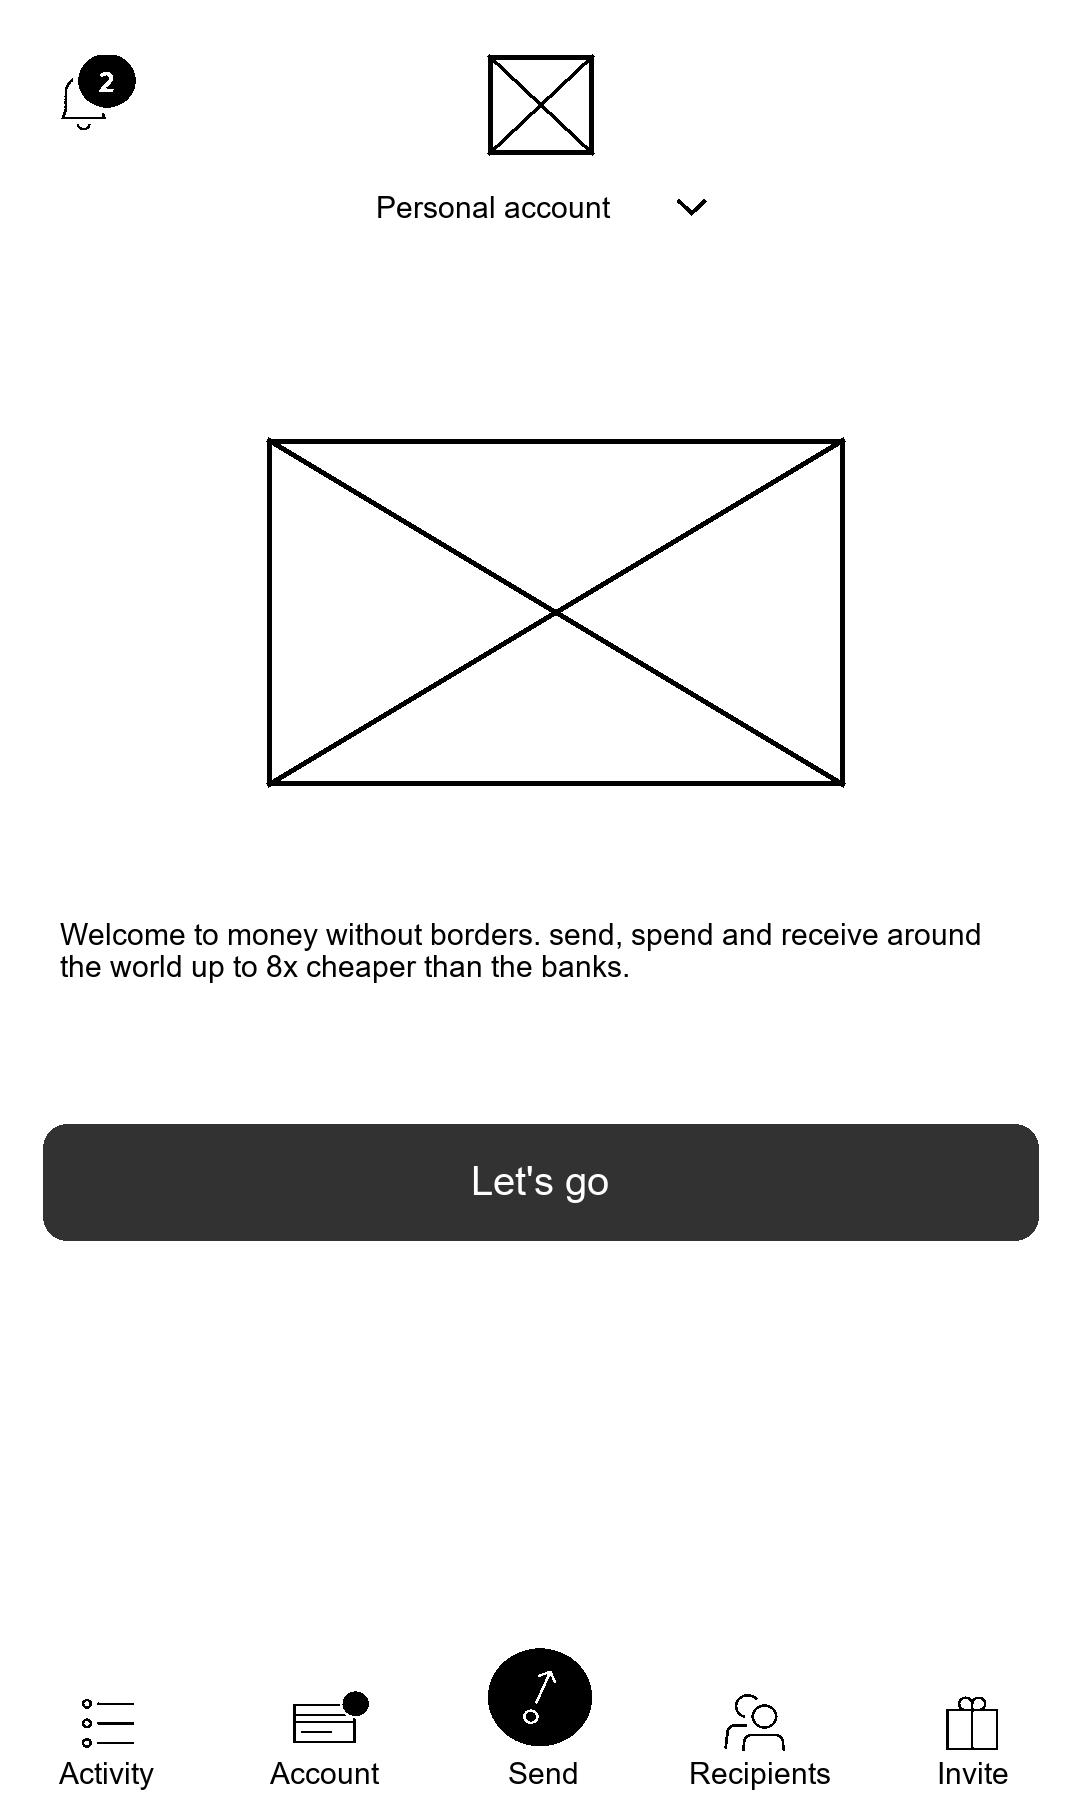 2
Personal account
Welcome to money without borders. send, spend and receive around
the world up to 8x cheaper than the banks.
Let's go
Activity
Account
Send
Recipients
Invite